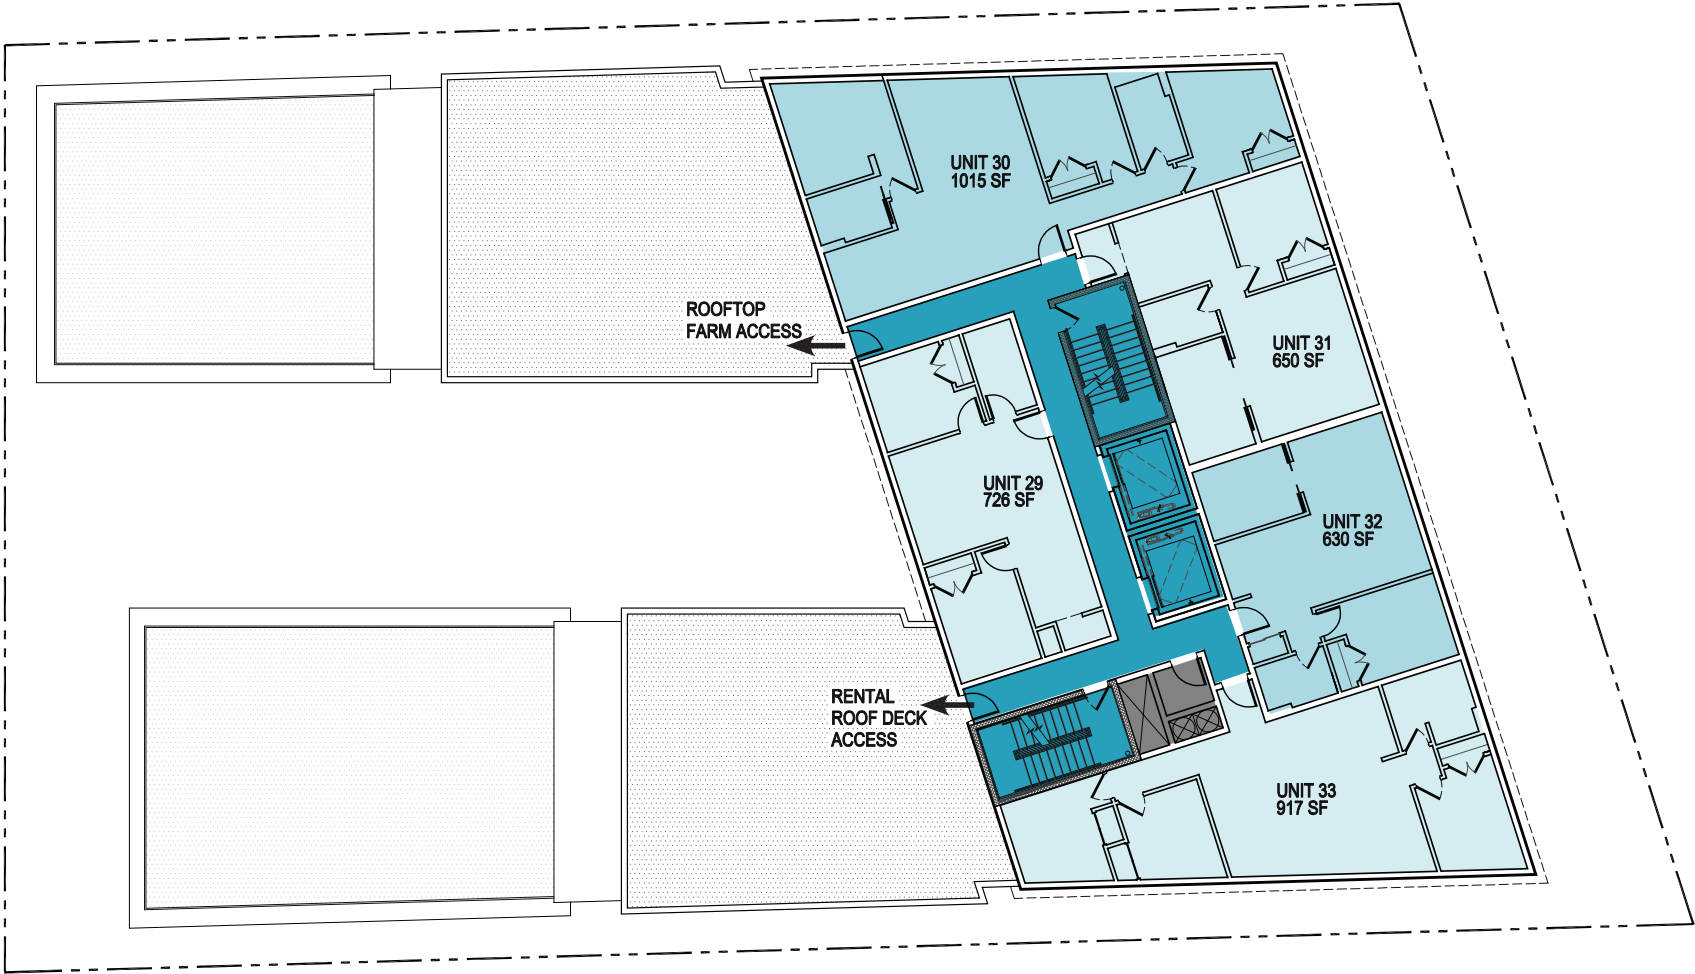 UNIT 30
1015 SF
ROOFTOP
FARM ACCESS
UNIT 31
650 SF
UNIT 29
726 SF
UNIT 32
630 SF
RENTAL
ROOF DECK
ACCESS
UNIT 33
917 SF